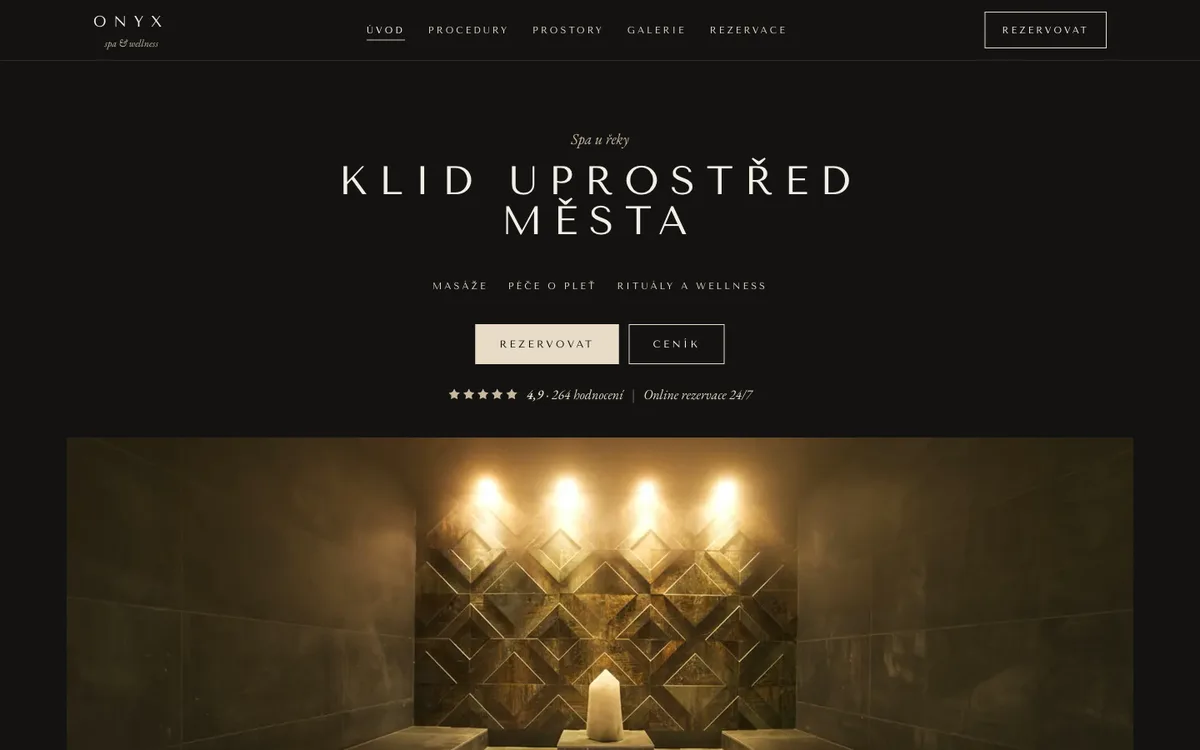 ONYX
spa & wellness
ÚVOD PROCEDURY PROSTORY GALERIE REZERVACE
REZERVOVAT
Spa u řeky
KLID UPROSTŘED
MĚSTA
MASÁŽE PÉČE O PLEŤ RITUÁLY A WELLNESS
REZERVOVAT
CENÍK
4,9 · 264 hodnocení | Online rezervace 24/7